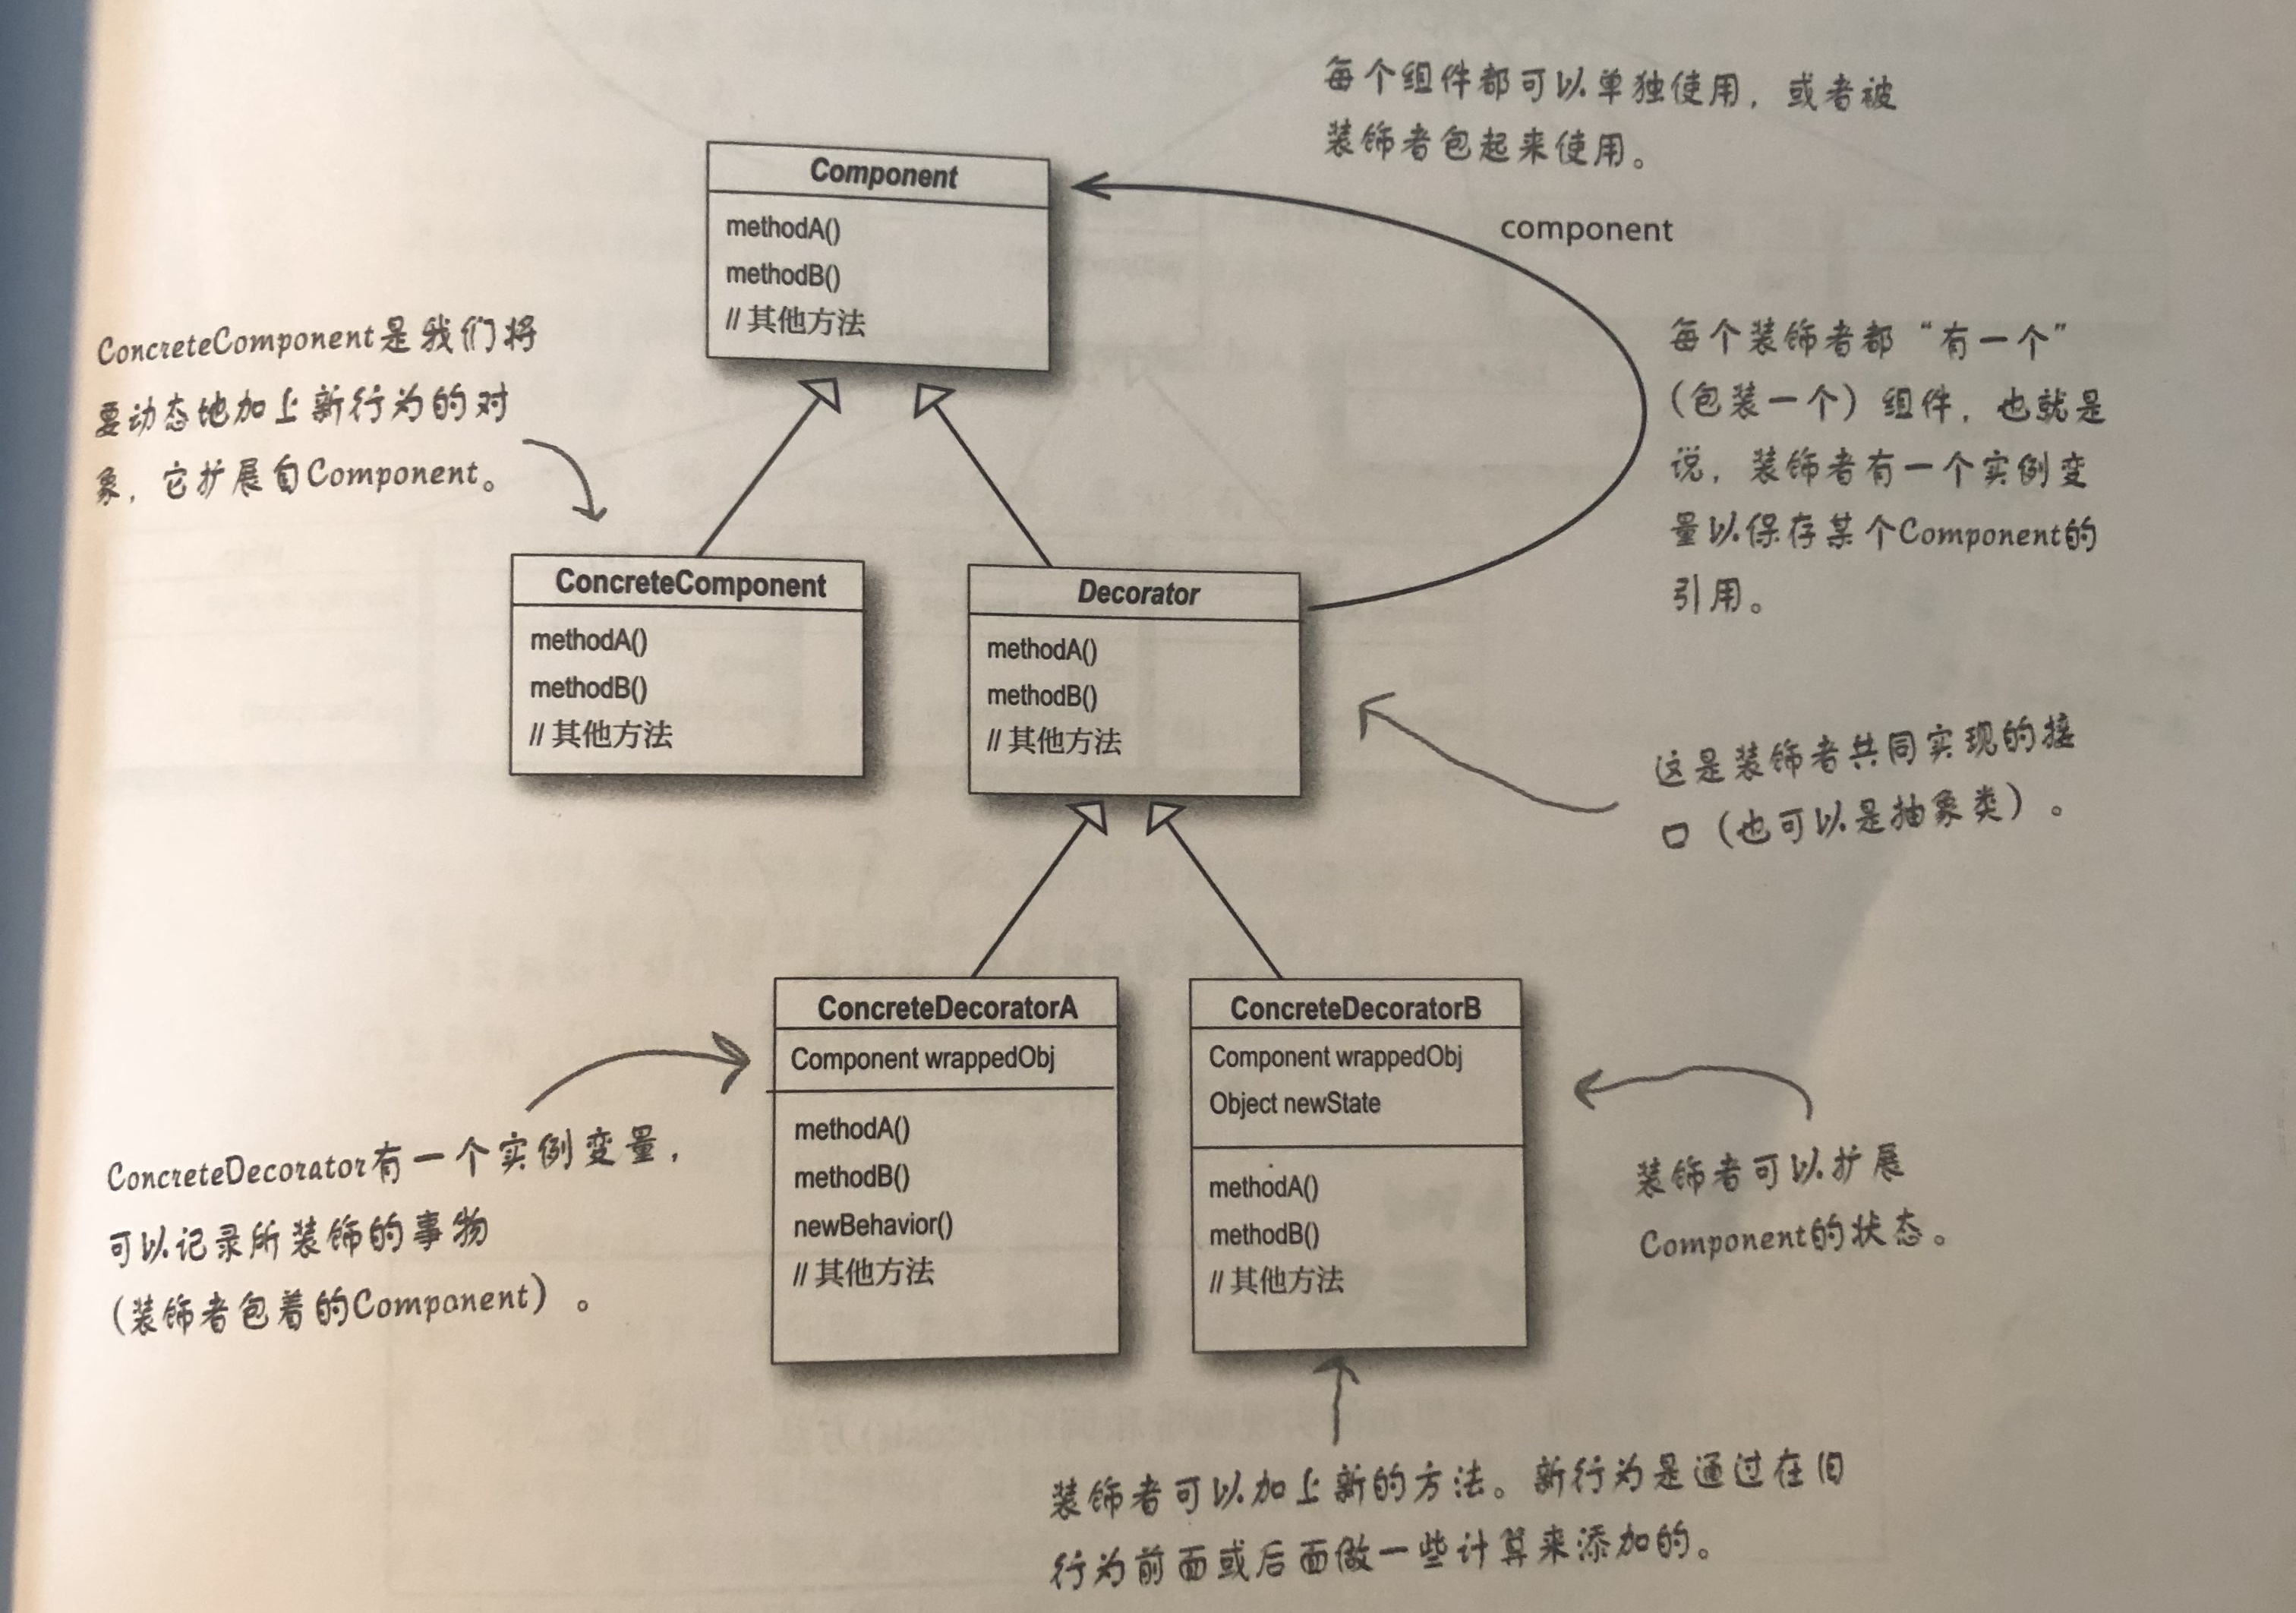 每个组件都可以单独使用，或者被
装饰者包起来使用。
Component
methodA()
methodB()
// 其他方法
component
ConcreteComponent是我们将
要动态地加上新行为的对
象，它扩展自Component。
每个装饰者都“有一个”
（包装一个）组件，也就是
说，装饰者有一个实例变
量以保存某个Component的
引用。
ConcreteComponent
methodA()
methodB()
// 其他方法
Decorator
methodA()
methodB()
// 其他方法
这是装饰者共同实现的接
口（也可以是抽象类）。
ConcreteDecoratorA
Component wrappedObj
methodA()
methodB()
newBehavior()
// 其他方法
ConcreteDecoratorB
Component wrappedObj
Object newState
methodA()
methodB()
// 其他方法
ConcreteDecorator有一个实例变量，
可以记录所装饰的事物
（装饰者包着的Component）。
装饰者可以扩展
Component的状态。
装饰者可以加上新的方法。新行为是通过在旧
行为前面或后面做一些计算来添加的。